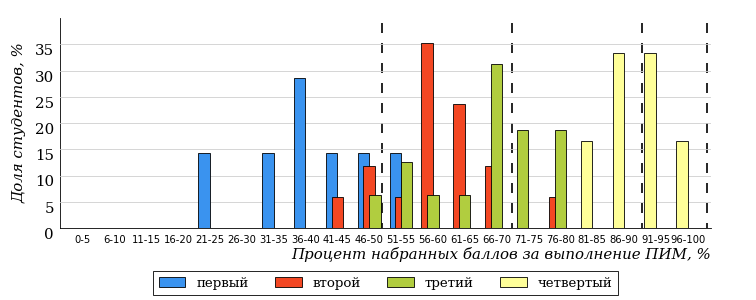 Доля студентов, %
35
30
25
20
15
10
5
0
0-5 6-10 11-15 16-20 21-25 26-30 31-35 36-40 41-45 46-50 51-55 56-60 61-65 66-70 71-75 76-80 81-85 86-90 91-95 96-100
Процент набранных баллов за выполнение ПИМ, %
первый второй третий четвертый